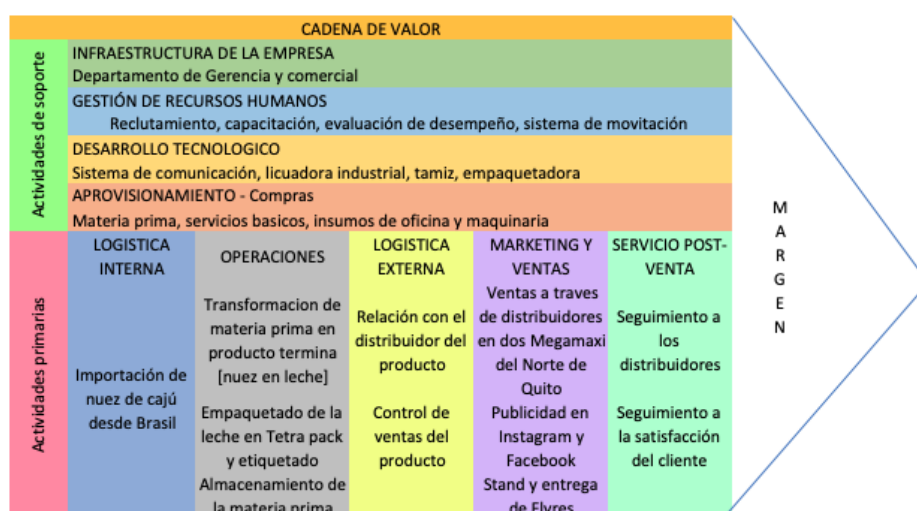 CADENA DE VALOR
Actividades de soporte
INFRAESTRUCTURA DE LA EMPRESA
Departamento de Gerencia y comercial
GESTIÓN DE RECURSOS HUMANOS
Reclutamiento, capacitación, evaluación de desempeño, sistema de movitación
DESARROLLO TECNOLOGICO
Sistema de comunicación, licuadora industrial, tamiz, empaquetadora
APROVISIONAMIENTO - Compras
Materia prima, servicios basicos, insumos de oficina y maquinaria
Actividades primarias
LOGISTICA
INTERNA
Importación de
nuez de cajú
desde Brasil
OPERACIONES
Transformacion de
materia prima en
producto termina
[nuez en leche]
Empaquetado de la
leche en Tetra pack
y etiquetado
Almacenamiento de
la materia prima
LOGISTICA
EXTERNA
Relación con el
distribuidor del
producto
Control de
ventas del
producto
MARKETING Y
VENTAS
Ventas a traves
de distribuidores
en dos Megamaxi
del Norte de
Quito
Publicidad en
Instagram y
Facebook
Stand y entrega
de Flyres
SERVICIO POST-
VENTA
Seguimiento a
los
distribuidores
Seguimiento a
la satisfacción
del cliente
M
A
R
G
E
N